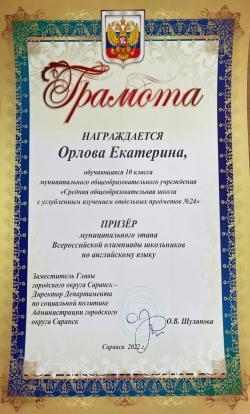 Грамота
НАГРАЖДАЕТСЯ
Орлова Екатерина,
обучающаяся 10 класса
муниципального общеобразовательного учреждения
«Средняя общеобразовательная школа
с углубленным изучением отдельных предметов №24»
ПРИЗЁР
муниципального этапа
Всероссийской олимпиады школьников
по английскому языку
Заместитель Главы
городского округа Саранск –
Директор Департамента
по социальной политике
Администрации городского
округа Саранск
О.В. Шуляпова
Саранск 2022 г.